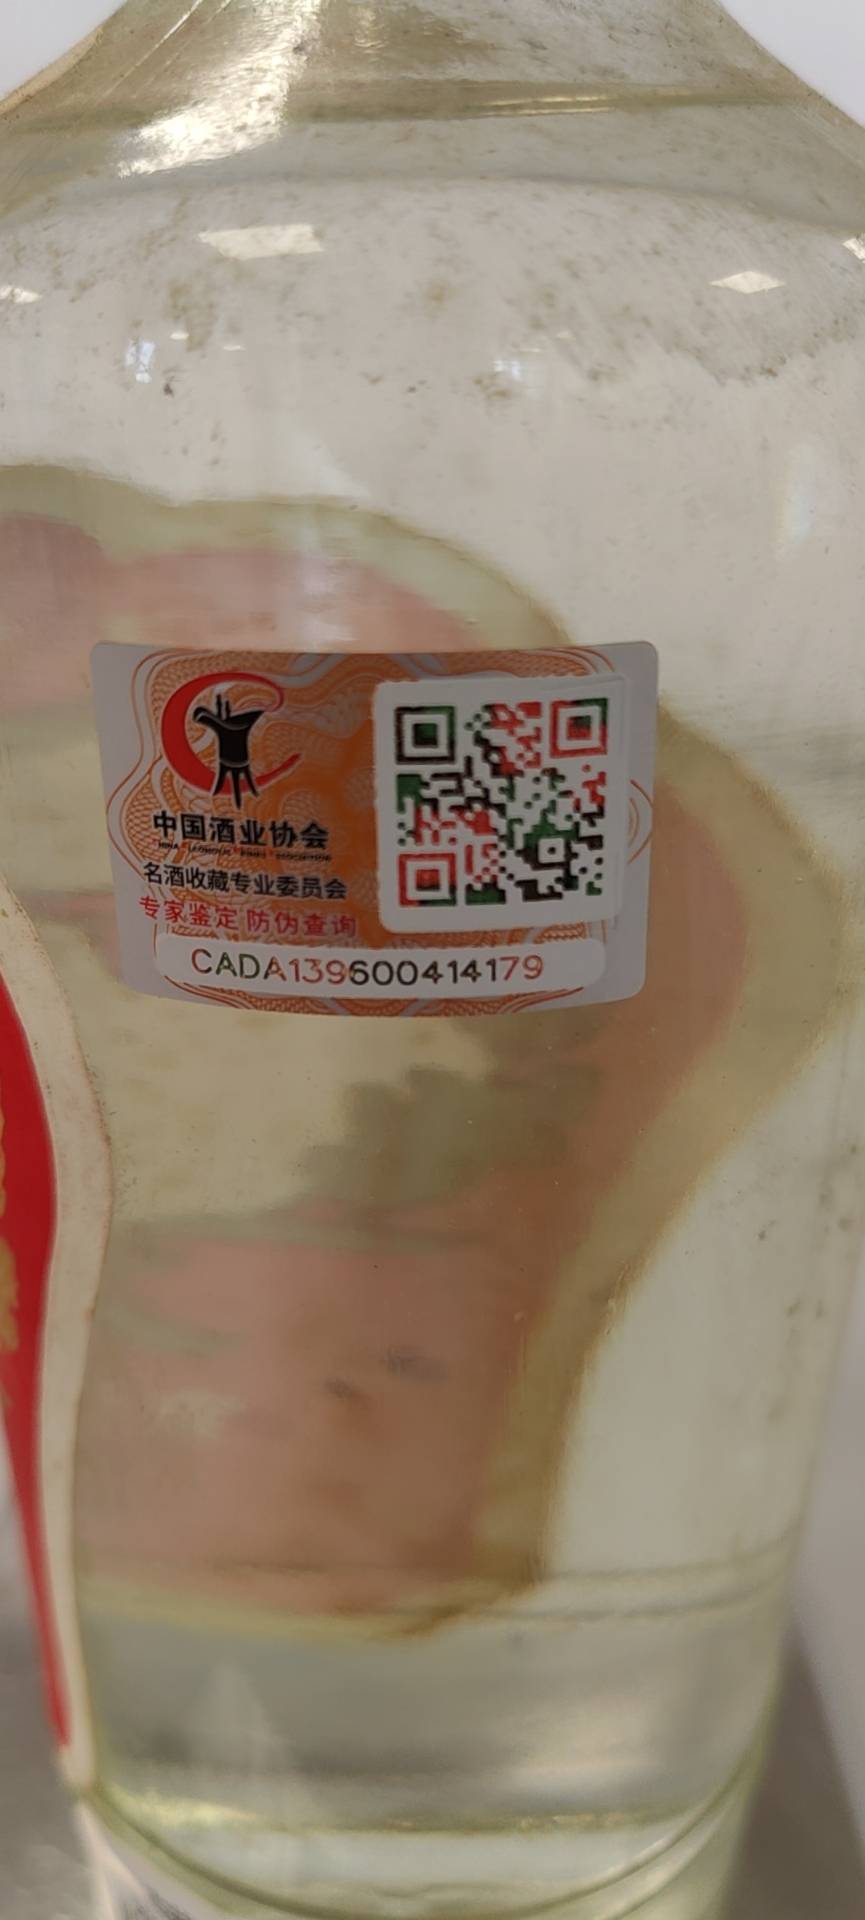 中国酒业协会
名酒收藏专业委员会
专家鉴定 防伪查询
CADA139600414179